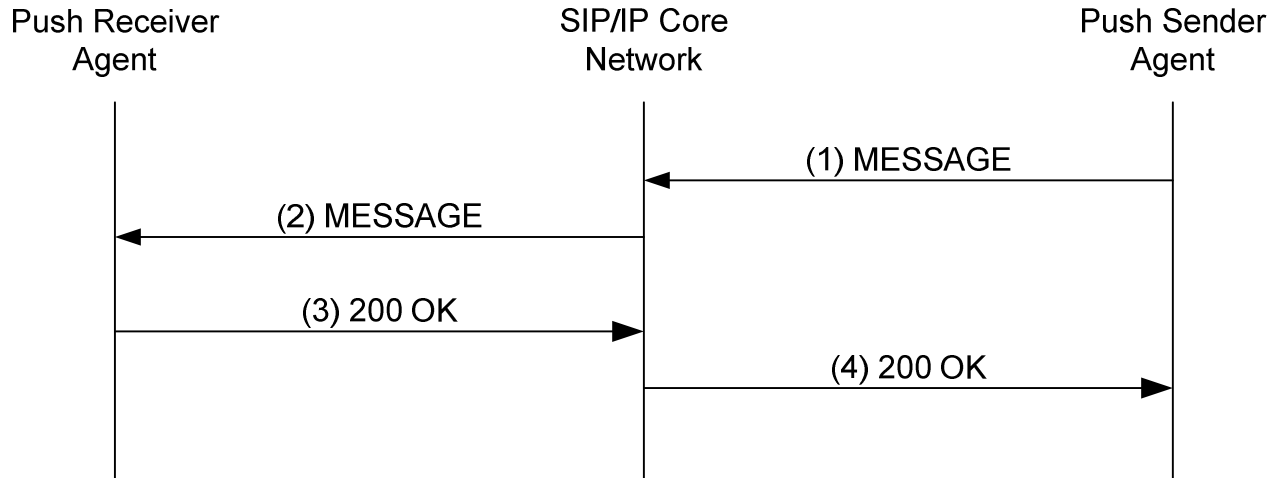 Push Receiver
Agent
SIP/IP Core
Network
Push Sender
Agent
(1) MESSAGE
(2) MESSAGE
(3) 200 OK
(4) 200 OK